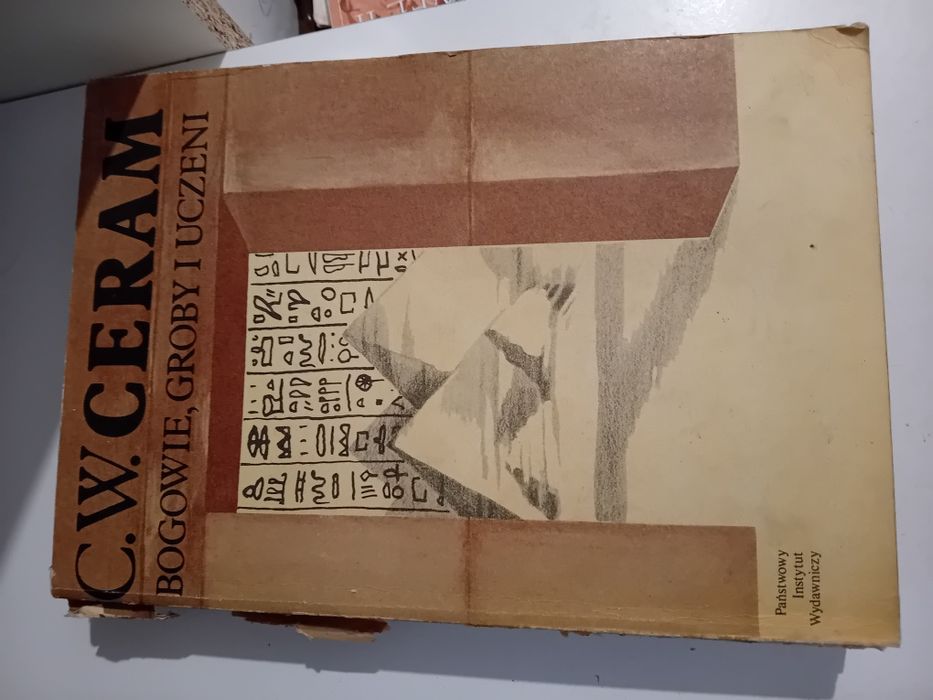 C.W. CERAM
BOGOWIE, GROBY I UCZENI
Państwowy
Instytut
Wydawniczy